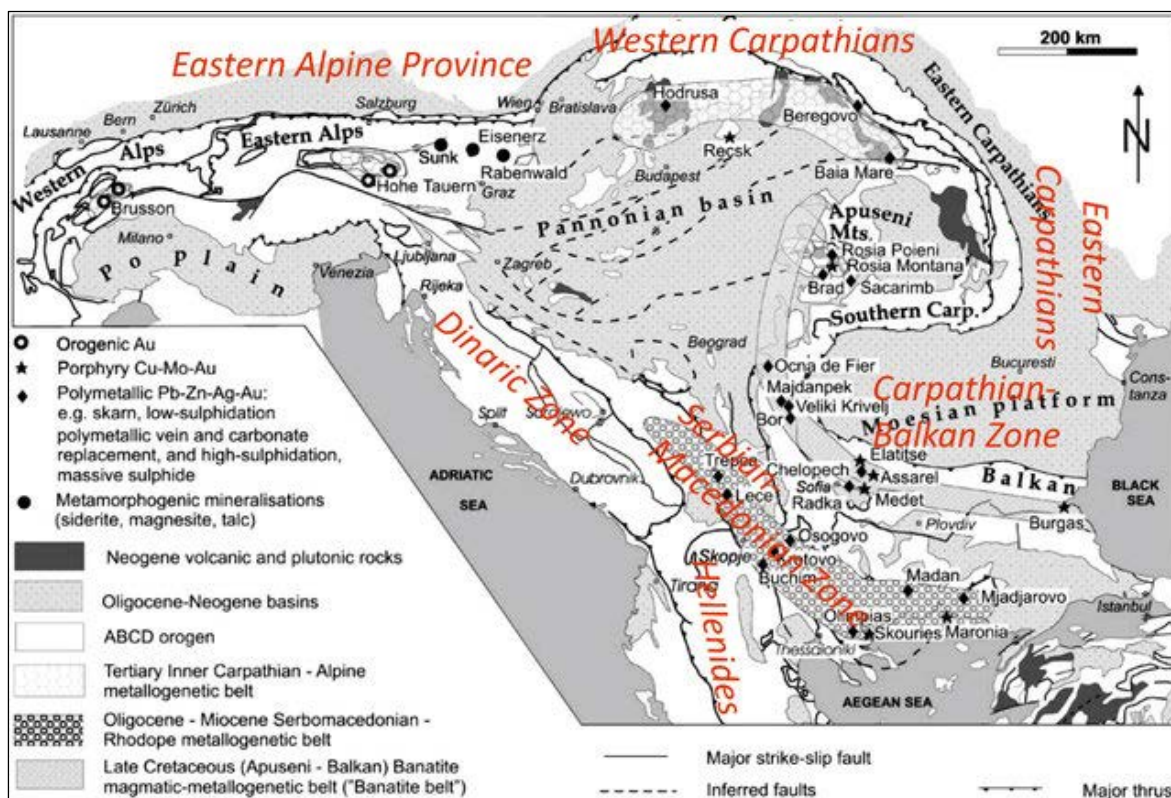 Western Carpathians
200 km
Eastern Alpine Province
N
Zürich
Salzburg
Wien
Bratislava
Hodrusa
Beregovo
Eastern Carpathians
Bern
Lausanne
Alps
Western
Eastern Alps
Sunk
Eisenerz
Rabenwald
Recsk
Budapest
Baia Mare
Hohe Tauern
Graz
Brusson
Pannonian basin
Apuseni
Mts.
Carpathians
Eastern
Milano
Po plain
Venezia
Ljubljana
Zagreb
Rijeka
Rosia Poieni
Rosia Montana
Brad
Sacarimb
Southern Carp.
Dinaric Zone
Beograd
Ocna de Fier
Bucuresti
Cons-
tanza
Majdanpek
Veliki Krivelj
Bor
Carpathian-
Moesian platform
Balkan Zone
Split
Serbian
Macedonian Zone
Elatitse
Chelopech
Assarel
Sofia
Medet
Radka
Balkan
BLACK
SEA
Burgas
Trepca
Lece
ADRIATIC
SEA
Dubrovnik
Plovdiv
Osogovo
Skopje
Buchim
Tirana
Hellenides
Madan
Mjadjarovo
Istanbul
Olimpias
Skouries
Maronia
Thessaloniki
AEGEAN SEA
Orogenic Au
Porphyry Cu-Mo-Au
Polymetallic Pb-Zn-Ag-Au:
e.g. skarn, low-sulphidation
polymetallic vein and carbonate
replacement, and high-sulphidation,
massive sulphide
Metamorphogenic mineralisations
(siderite, magnesite, talc)
Neogene volcanic and plutonic rocks
Oligocene-Neogene basins
ABCD orogen
Tertiary Inner Carpathian - Alpine
metallogenetic belt
Oligocene - Miocene Serbomacedonian -
Rhodope metallogenetic belt
Late Cretaceous (Apuseni - Balkan) Banatite
magmatic-metallogenetic belt ("Banatite belt")
Major strike-slip fault
Inferred faults
Major thrus